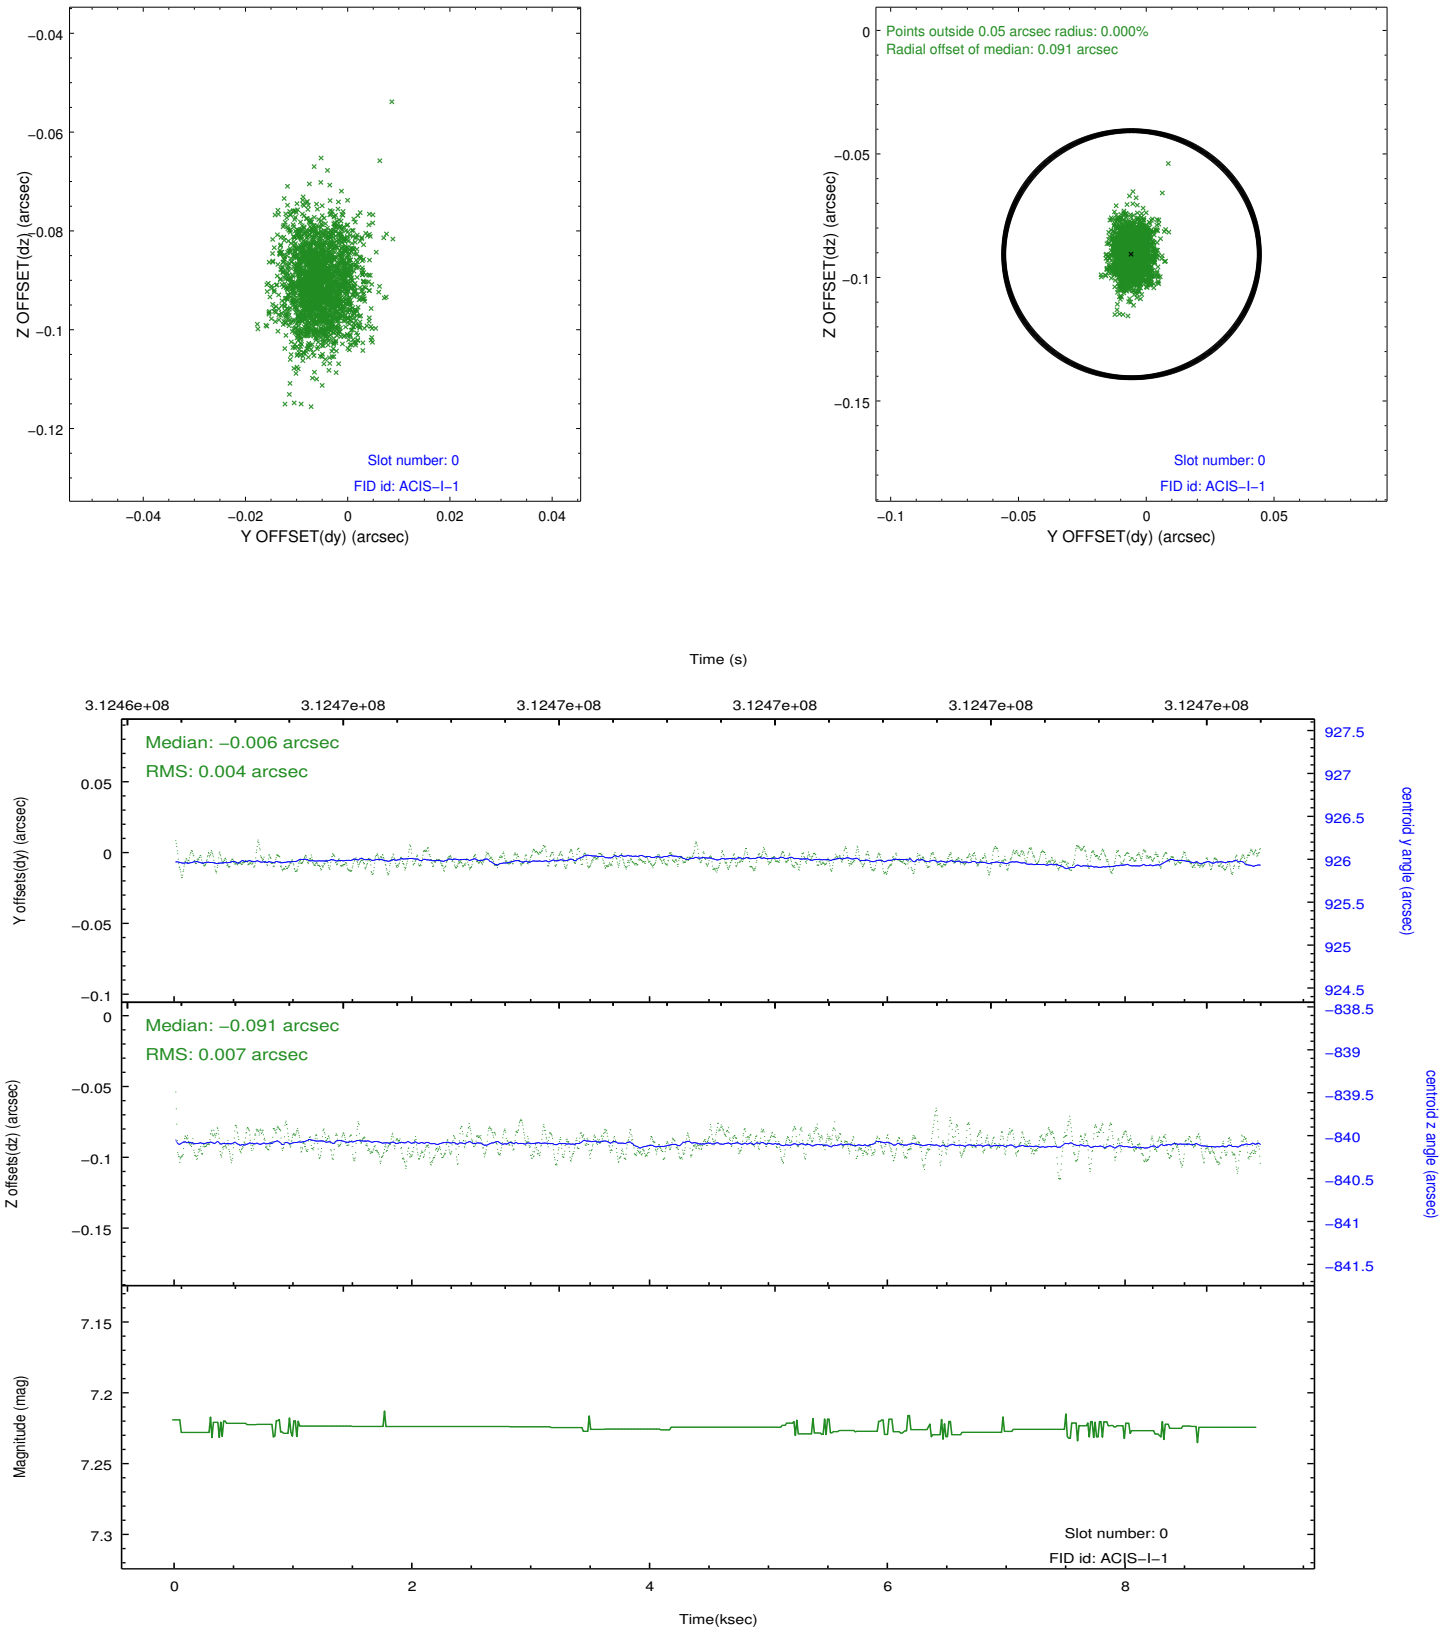 −0.04
−0.06
−0.08
−0.1
−0.12
Z OFFSET(dz) (arcsec)
Slot number: 0
FID id: ACIS−I−1
−0.04 −0.02 0 0.02 0.04
Y OFFSET(dy) (arcsec)
Points outside 0.05 arcsec radius: 0.000%
Radial offset of median: 0.091 arcsec
0
−0.05
−0.1
−0.15
Z OFFSET(dz) (arcsec)
Slot number: 0
FID id: ACIS−I−1
−0.1 −0.05 0 0.05
Y OFFSET(dy) (arcsec)
Time (s)
3.1246e+08 3.1247e+08 3.1247e+08 3.1247e+08 3.1247e+08 3.1247e+08
Median: −0.006 arcsec
RMS: 0.004 arcsec
0.05
0
−0.05
−0.1
Y offsets(dy) (arcsec)
927.5
927
926.5
926
925.5
925
924.5
centroid y angle (arcsec)
Median: −0.091 arcsec
RMS: 0.007 arcsec
0
−0.05
−0.1
−0.15
Z offsets(dz) (arcsec)
−838.5
−839
−839.5
−840
−840.5
−841
−841.5
centroid z angle (arcsec)
7.15
7.2
7.25
7.3
Magnitude (mag)
Slot number: 0
FID id: ACIS−I−1
0 2 4 6 8
Time(ksec)